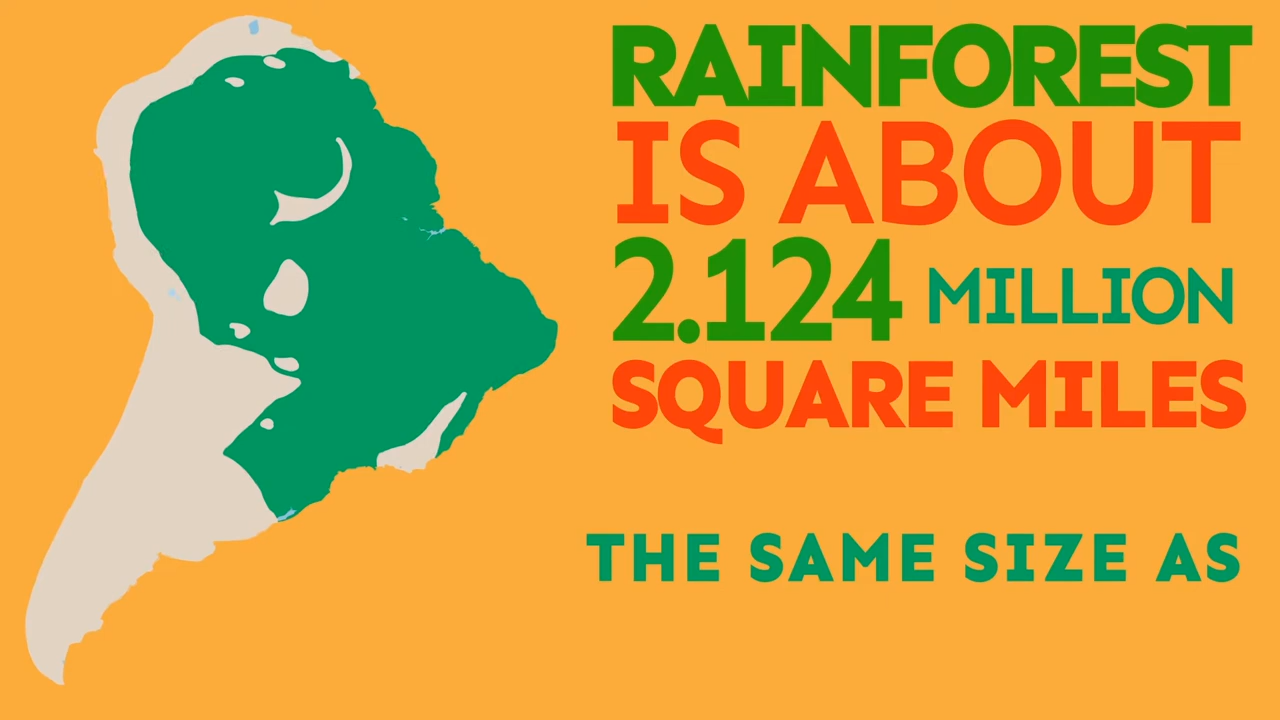 RAINFOREST
IS ABOUT
2.124 MILLION
SQUARE MILES
THE SAME SIZE AS